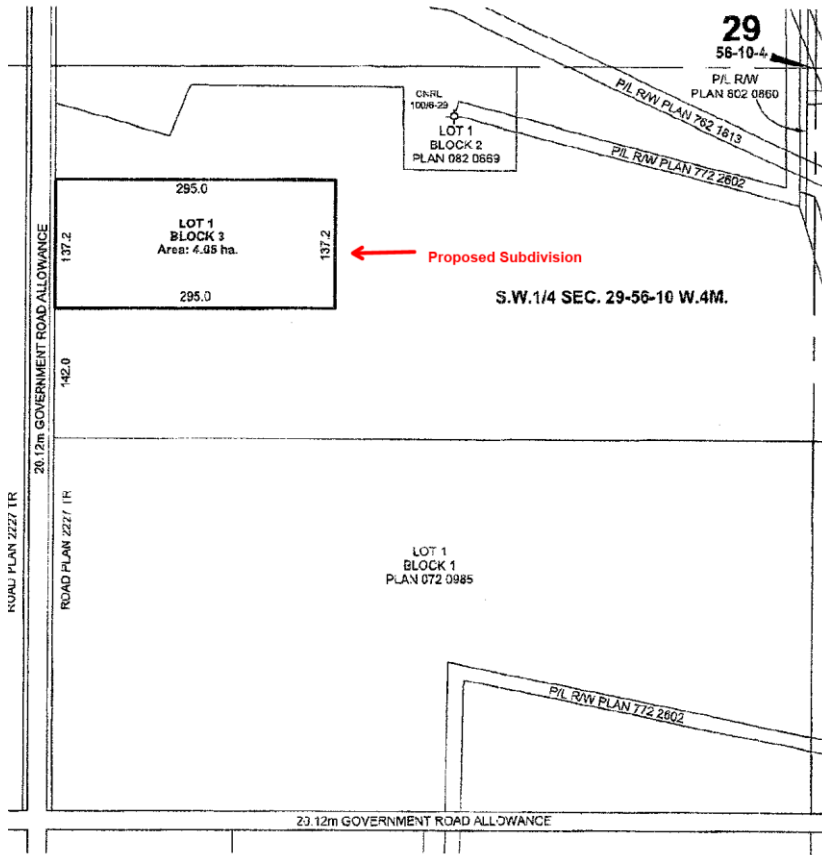 29
56-10-4
P/L R/W
PLAN 802 0860
P/L R/W PLAN 762 1613
CNRL
100/6-29
LOT 1
BLOCK 2
PLAN 082 0669
P/L R/W PLAN 772 2602
295.0
LOT 1
BLOCK 3
Area: 4.05 ha.
137.2
137.2
295.0
Proposed Subdivision
S.W.1/4 SEC. 29-56-10 W.4M.
20.12m GOVERNMENT ROAD ALLOWANCE
142.0
ROAD PLAN 2227 TR
ROAD PLAN 2227 TR
LOT 1
BLOCK 1
PLAN 072 0985
P/L R/W PLAN 772 2602
20.12m GOVERNMENT ROAD ALLOWANCE